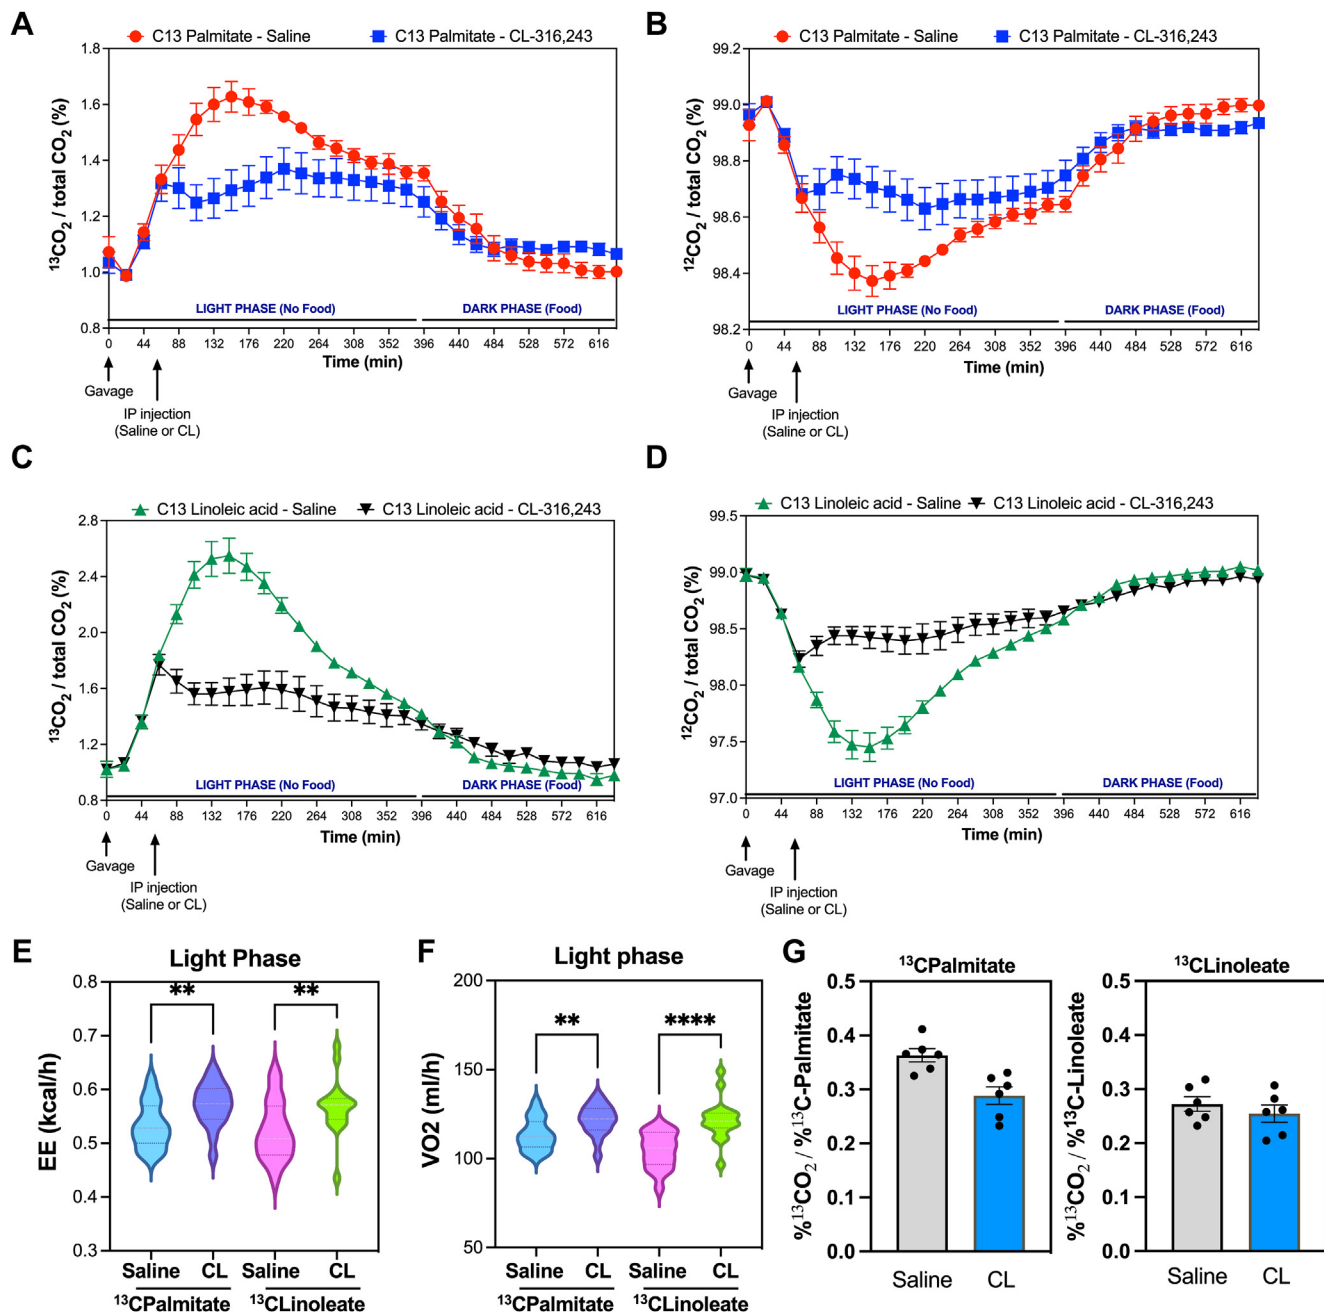 A
C13 Palmitate - Saline
C13 Palmitate - CL-316,243
¹³CO₂ / total CO₂ (%)
1.8
1.6
1.4
1.2
1.0
0.8
LIGHT PHASE (No Food)
DARK PHASE (Food)
0 44 88 132 176 220 264 308 352 396 440 484 528 572 616
Time (min)
Gavage
IP injection
(Saline or CL)
B
C13 Palmitate - Saline
C13 Palmitate - CL-316,243
¹²CO₂ / total CO₂ (%)
99.2
99.0
98.8
98.6
98.4
98.2
LIGHT PHASE (No Food)
DARK PHASE (Food)
0 44 88 132 176 220 264 308 352 396 440 484 528 572 616
Time (min)
Gavage
IP injection
(Saline or CL)
C
C13 Linoleic acid - Saline
C13 Linoleic acid - CL-316,243
¹³CO₂ / total CO₂ (%)
2.8
2.4
2.0
1.6
1.2
0.8
LIGHT PHASE (No Food)
DARK PHASE (Food)
0 44 88 132 176 220 264 308 352 396 440 484 528 572 616
Time (min)
Gavage
IP injection
(Saline or CL)
D
C13 Linoleic acid - Saline
C13 Linoleic acid - CL-316,243
¹²CO₂ / total CO₂ (%)
99.5
99.0
98.5
98.0
97.5
97.0
LIGHT PHASE (No Food)
DARK PHASE (Food)
0 44 88 132 176 220 264 308 352 396 440 484 528 572 616
Time (min)
Gavage
IP injection
(Saline or CL)
E
Light Phase
EE (kcal/h)
0.8
0.7
0.6
0.5
0.4
0.3
** **
Saline CL Saline CL
¹³CPalmitate ¹³CLinoleate
F
Light phase
VO2 (ml/h)
200
150
100
50
** ****
Saline CL Saline CL
¹³CPalmitate ¹³CLinoleate
G
¹³CPalmitate
%¹³CO₂ / %¹³C-Palmitate
0.5
0.4
0.3
0.2
0.1
0.0
Saline CL
¹³CLinoleate
%¹³CO₂ / %¹³C-Linoleate
0.5
0.4
0.3
0.2
0.1
0.0
Saline CL